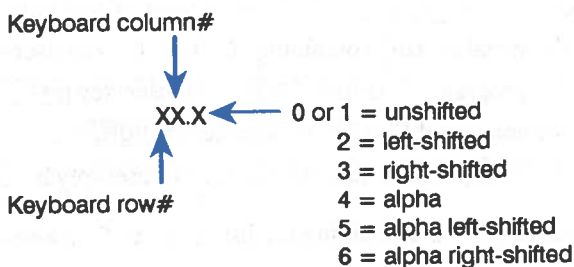 Keyboard column#
XX.X
0 or 1 = unshifted
2 = left-shifted
3 = right-shifted
4 = alpha
5 = alpha left-shifted
6 = alpha right-shifted
Keyboard row#